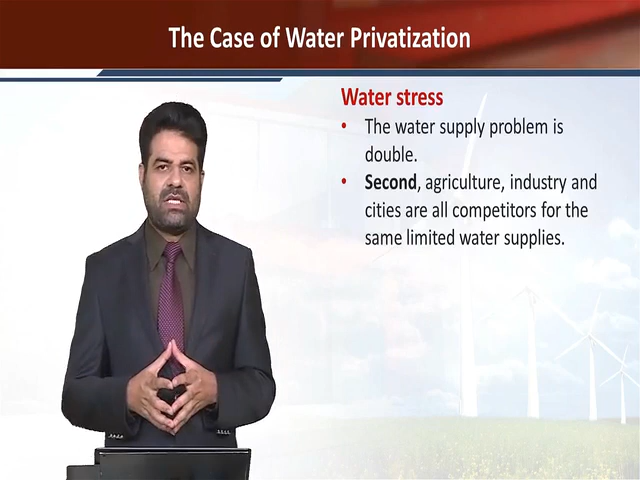 The Case of Water Privatization
Water stress
• The water supply problem is
double.
• Second, agriculture, industry and
cities are all competitors for the
same limited water supplies.